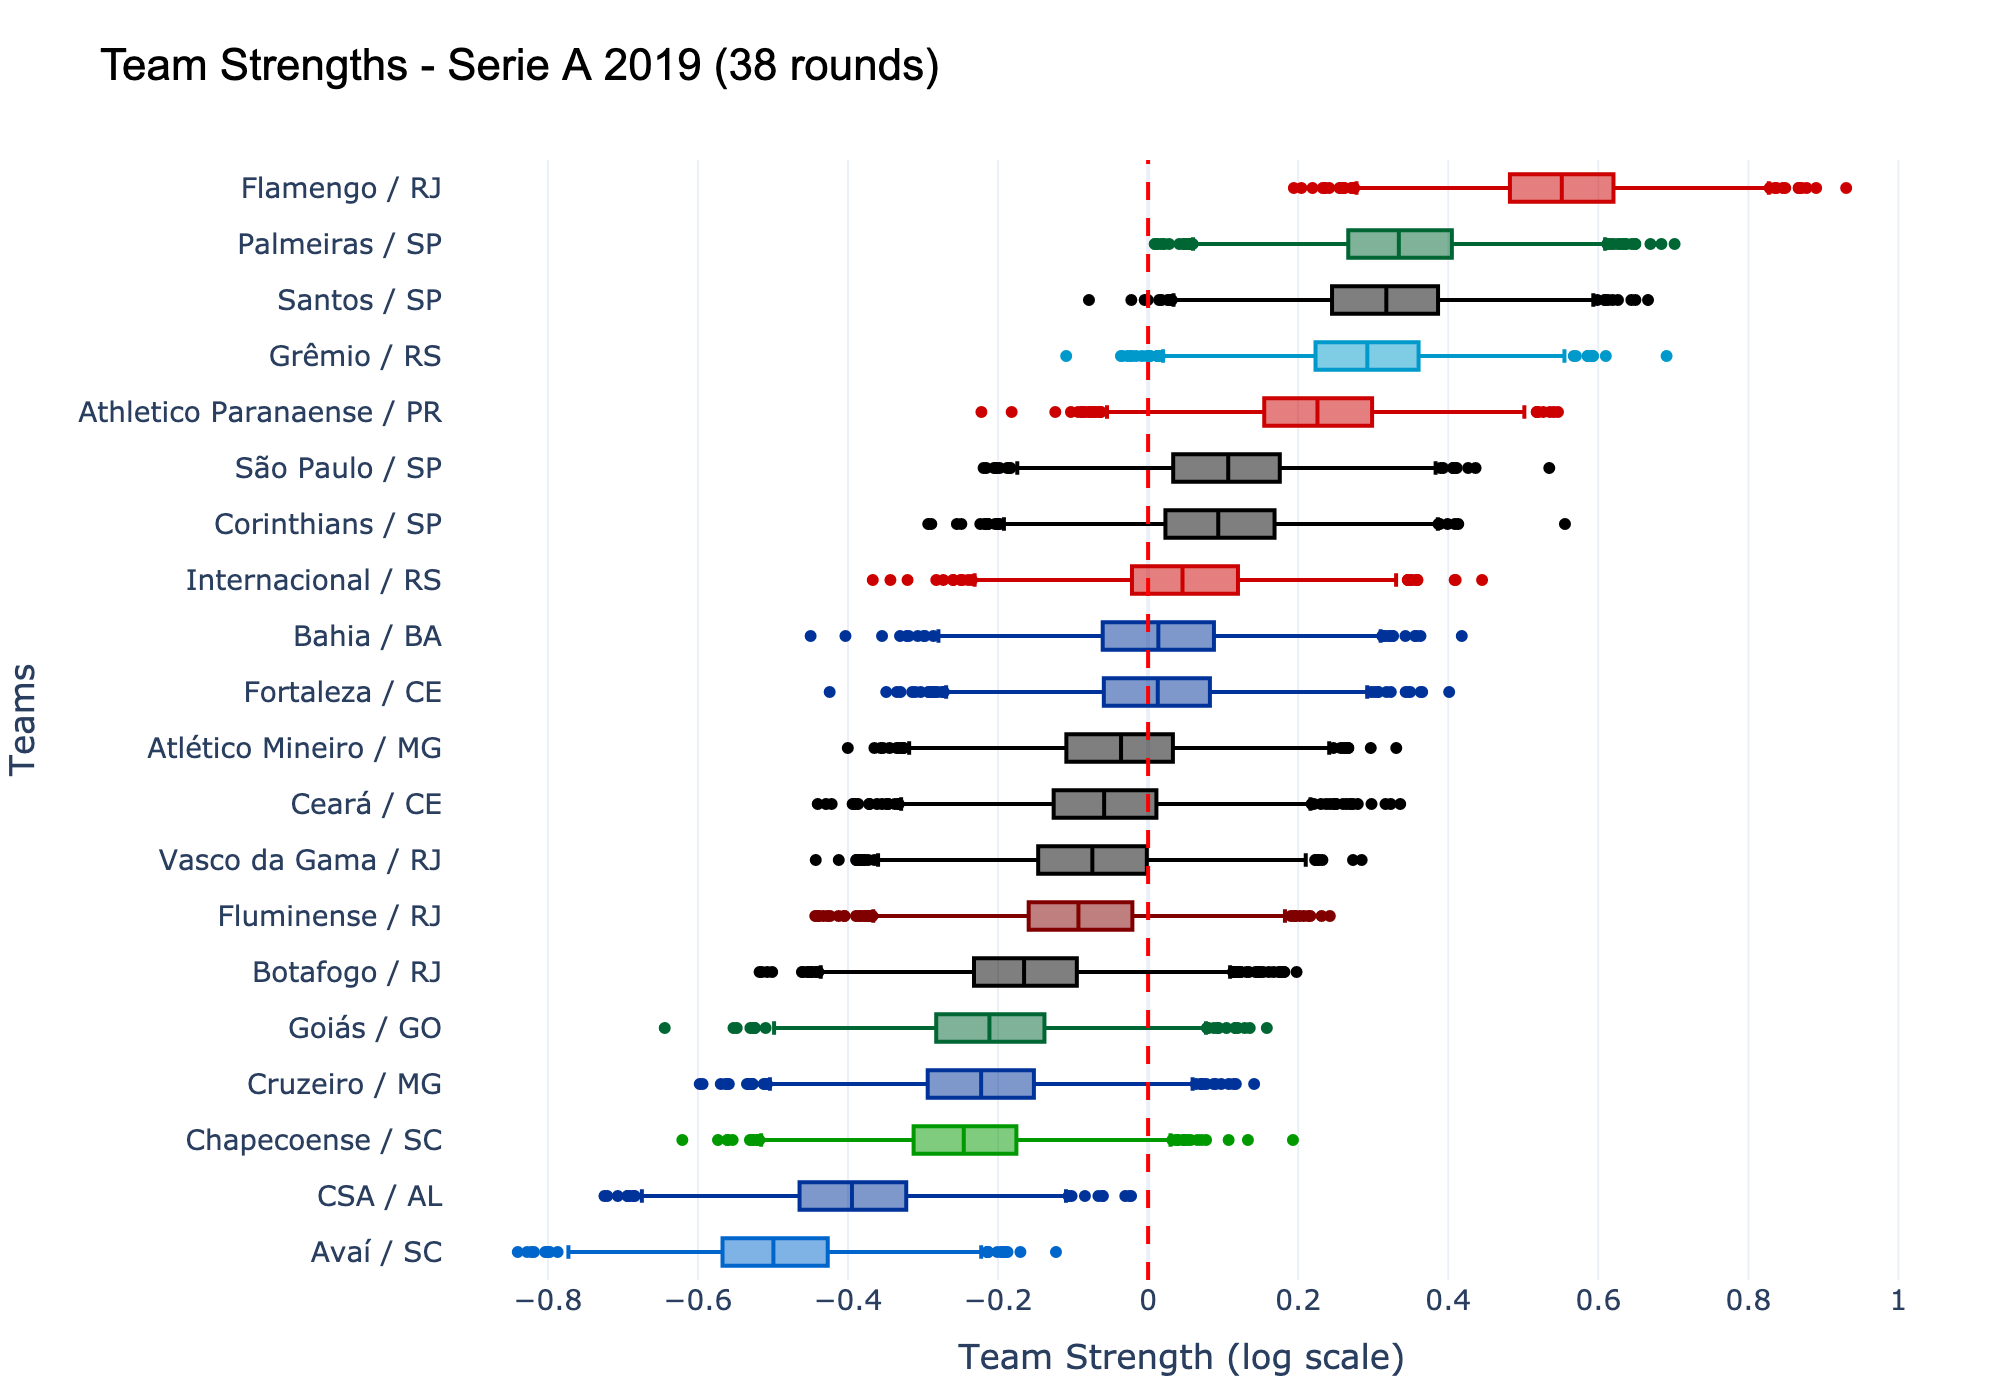 Team Strengths - Serie A 2019 (38 rounds)
Flamengo / RJ
Palmeiras / SP
Santos / SP
Grêmio / RS
Athletico Paranaense / PR
São Paulo / SP
Corinthians / SP
Internacional / RS
Bahia / BA
Fortaleza / CE
Atlético Mineiro / MG
Ceará / CE
Vasco da Gama / RJ
Fluminense / RJ
Botafogo / RJ
Goiás / GO
Cruzeiro / MG
Chapecoense / SC
CSA / AL
Avaí / SC
Teams
−0.8 −0.6 −0.4 −0.2 0 0.2 0.4 0.6 0.8 1
Team Strength (log scale)